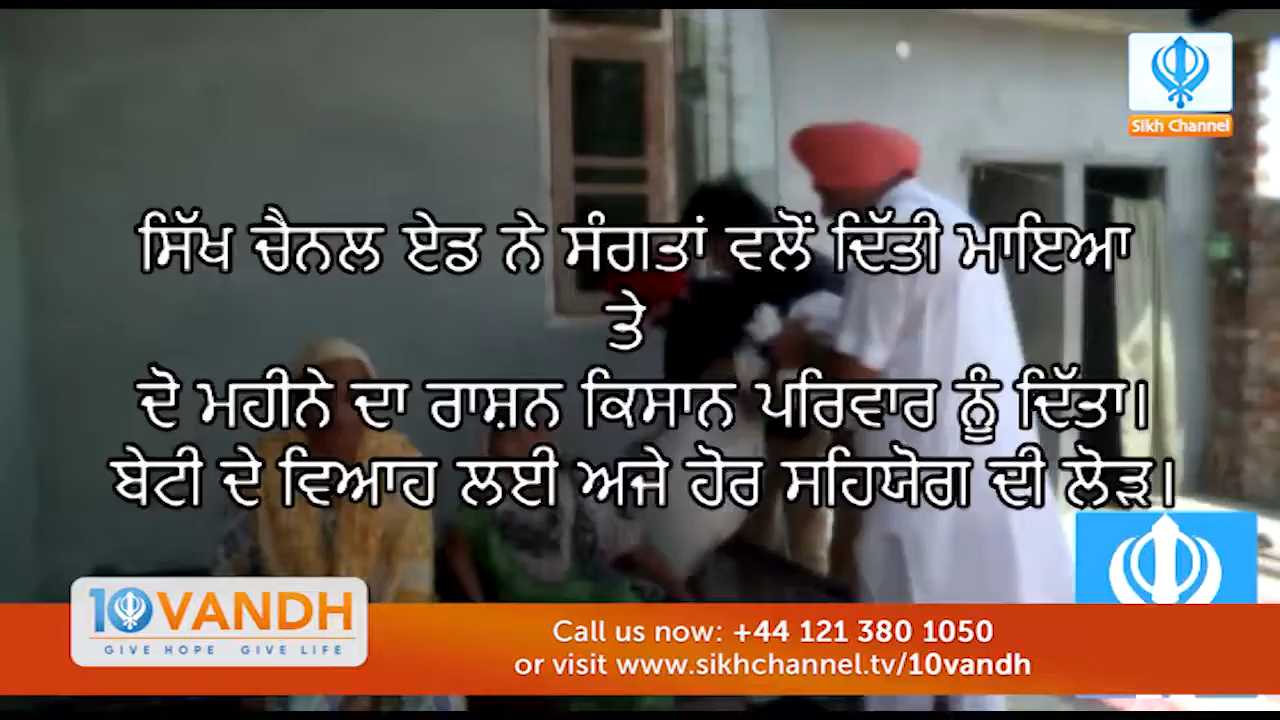 Sikh Channel
ਸਿੱਖ ਚੈਨਲ ਏਡ ਨੇ ਸੰਗਤਾਂ ਵਲੋਂ ਦਿੱਤੀ ਮਾਇਆ
ਤੇ
ਦੋ ਮਹੀਨੇ ਦਾ ਰਾਸ਼ਨ ਕਿਸਾਨ ਪਰਿਵਾਰ ਨੂੰ ਦਿੱਤਾ।
ਬੇਟੀ ਦੇ ਵਿਆਹ ਲਈ ਅਜੇ ਹੋਰ ਸਹਿਯੋਗ ਦੀ ਲੋੜ।
10VANDH
GIVE HOPE GIVE LIFE
Call us now: +44 121 380 1050
or visit www.sikhchannel.tv/10vandh